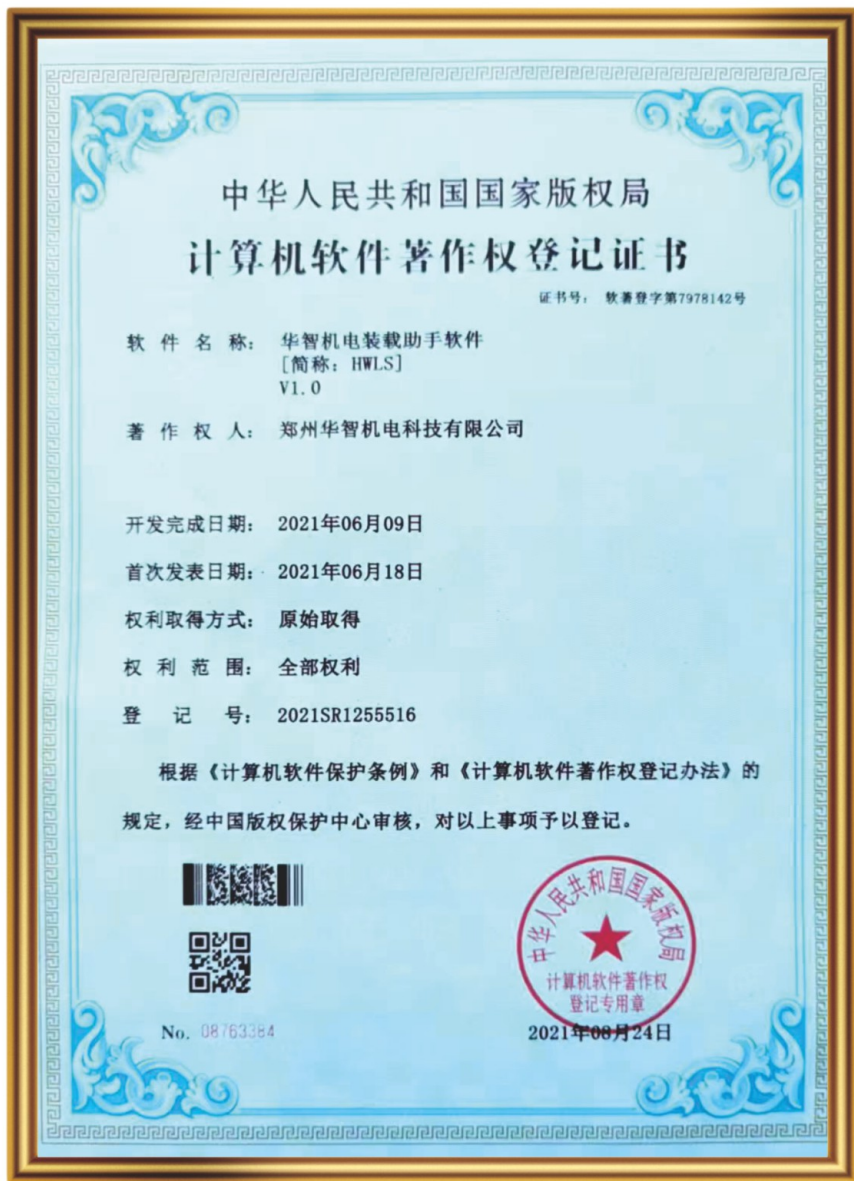 中华人民共和国国家版权局
计算机软件著作权登记证书
证书号： 软著登字第7978142号
软件名称： 华智机电装载助手软件
[简称：HWLS]
V1.0
著作权人： 郑州华智机电科技有限公司
开发完成日期： 2021年06月09日
首次发表日期： 2021年06月18日
权利取得方式： 原始取得
权利范围： 全部权利
登记号： 2021SR1255516
根据《计算机软件保护条例》和《计算机软件著作权登记办法》的
规定，经中国版权保护中心审核，对以上事项予以登记。
中华人民共和国国家版权局
计算机软件著作权
登记专用章
No. 08763384
2021年08月24日